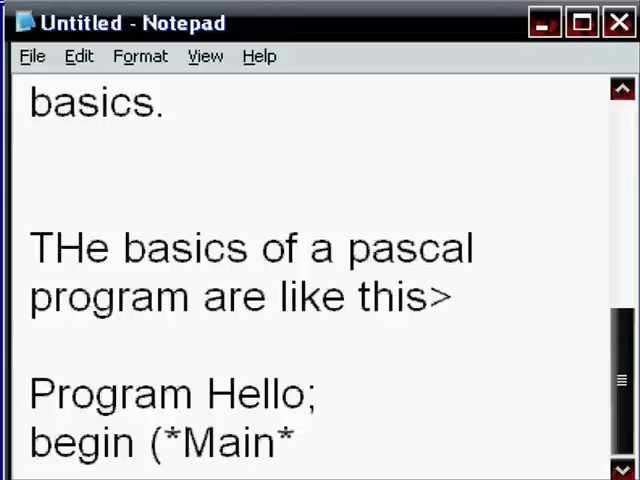 Untitled - Notepad
File Edit Format View Help
basics.
THe basics of a pascal
program are like this>
Program Hello;
begin (*Main*